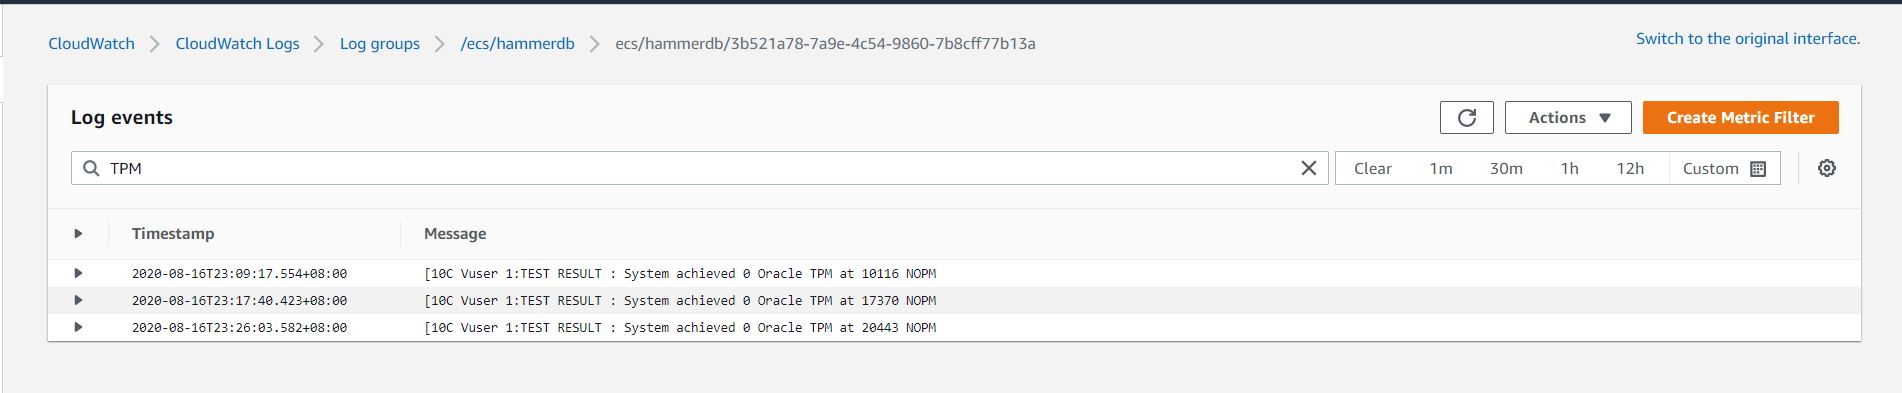 CloudWatch CloudWatch Logs Log groups /ecs/hammerdb ecs/hammerdb/3b521a78-7a9e-4c54-9860-7b8cff77b13a
Switch to the original interface.
Log events
Actions
Create Metric Filter
TPM
Clear 1m 30m 1h 12h Custom
Timestamp Message
2020-08-16T23:09:17.554+08:00 [10C Vuser 1:TEST RESULT : System achieved 0 Oracle TPM at 10116 NOPM
2020-08-16T23:17:40.423+08:00 [10C Vuser 1:TEST RESULT : System achieved 0 Oracle TPM at 17370 NOPM
2020-08-16T23:26:03.582+08:00 [10C Vuser 1:TEST RESULT : System achieved 0 Oracle TPM at 20443 NOPM